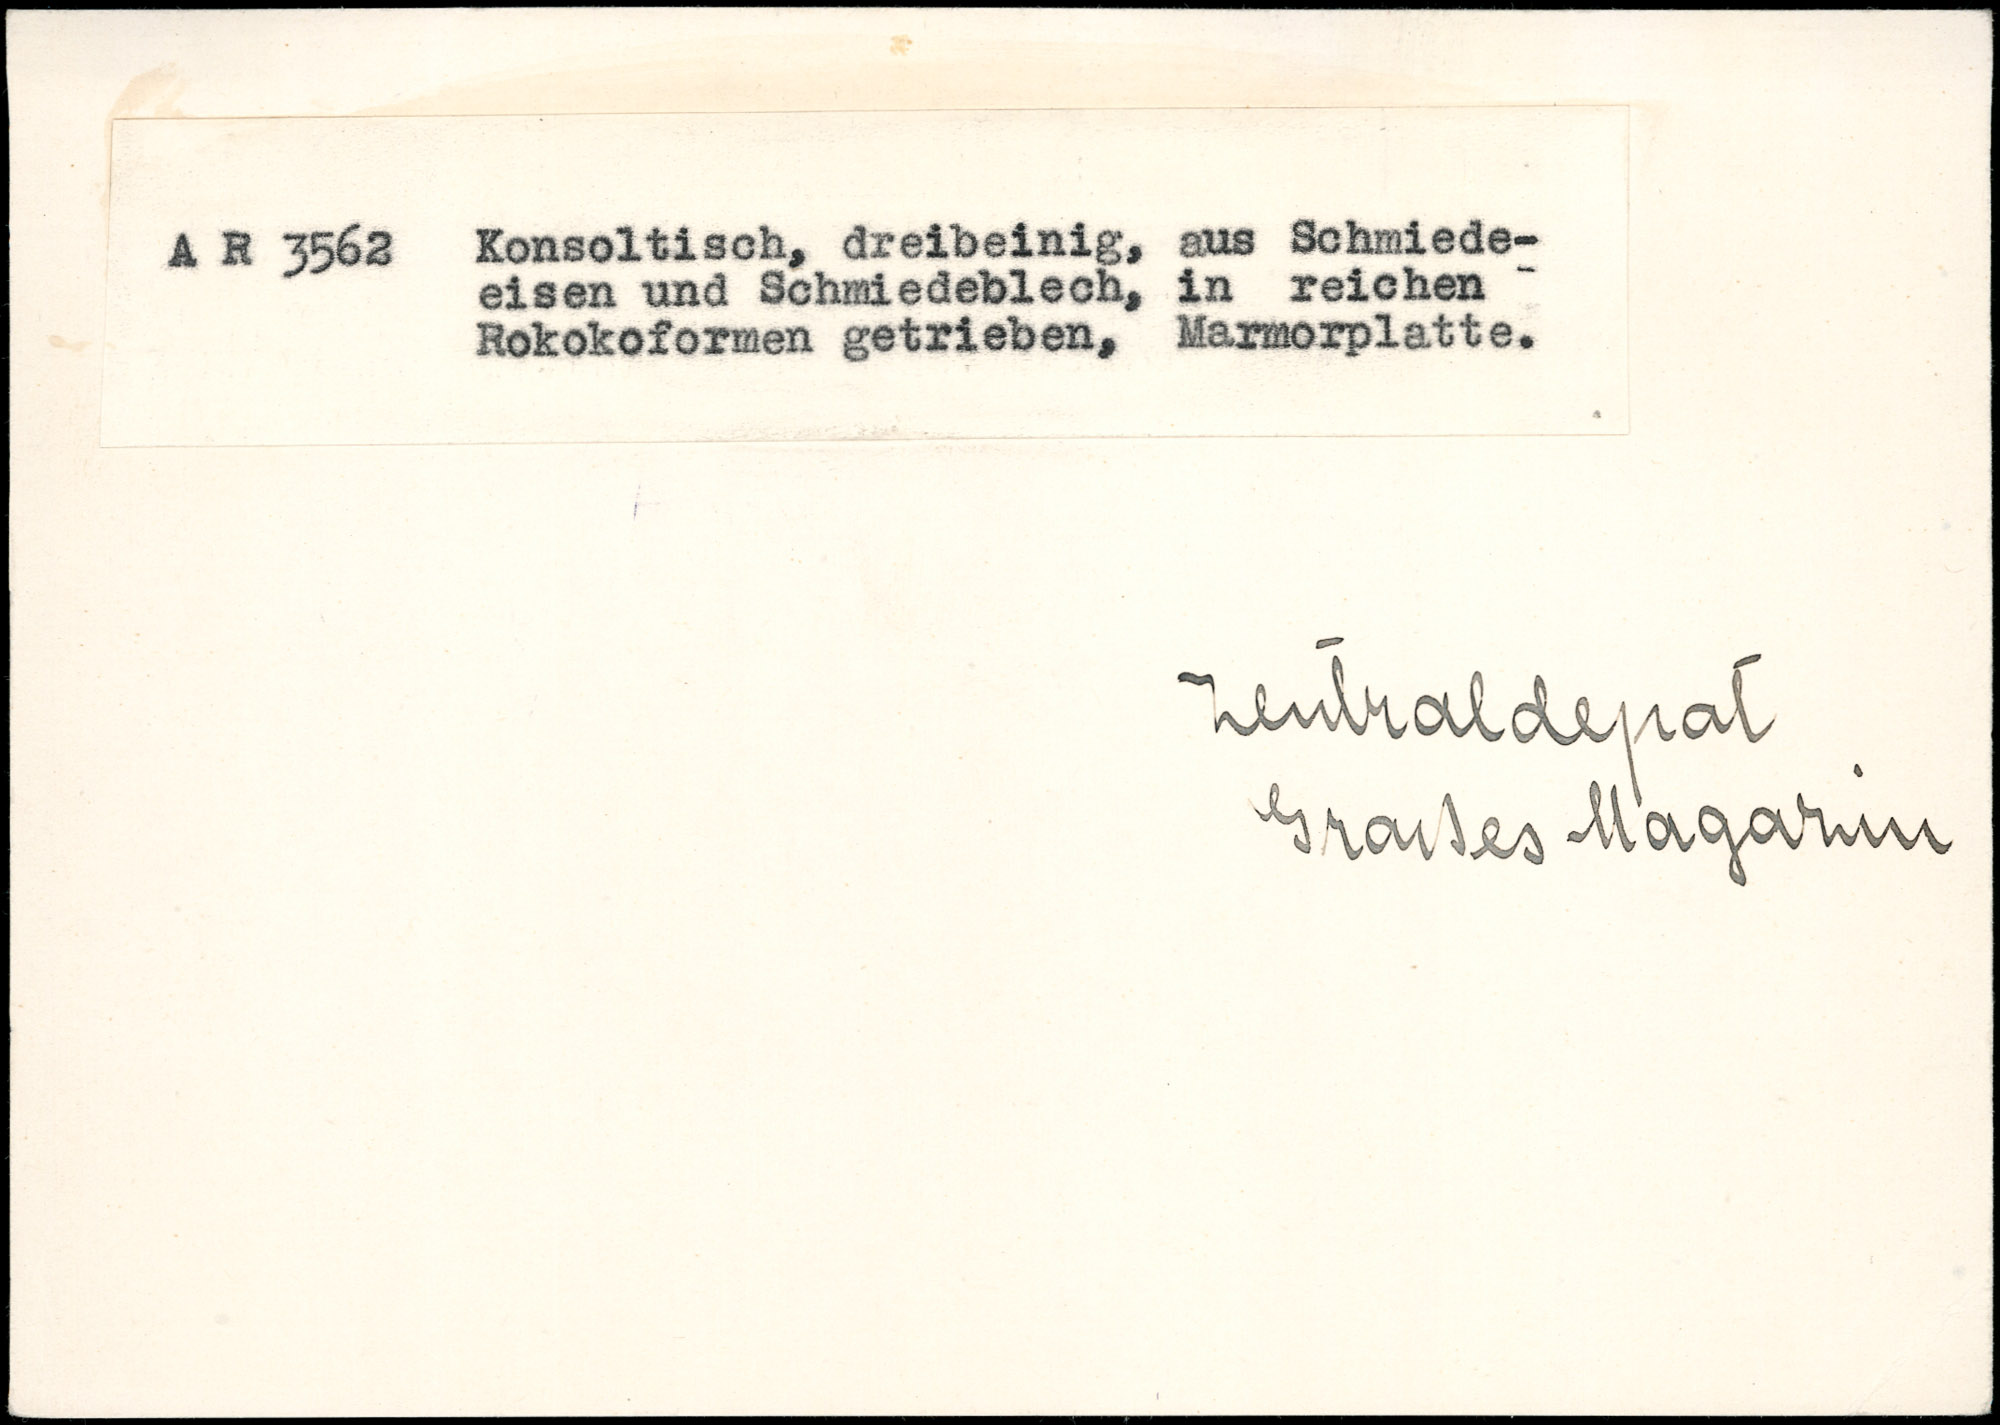 A R 3562 Konsoltisch, dreibeinig, aus Schmiede-
eisen und Schmiedeblech, in reichen
Rokokoformen getrieben, Marmorplatte.
Zentraldepot
Großes Magazin